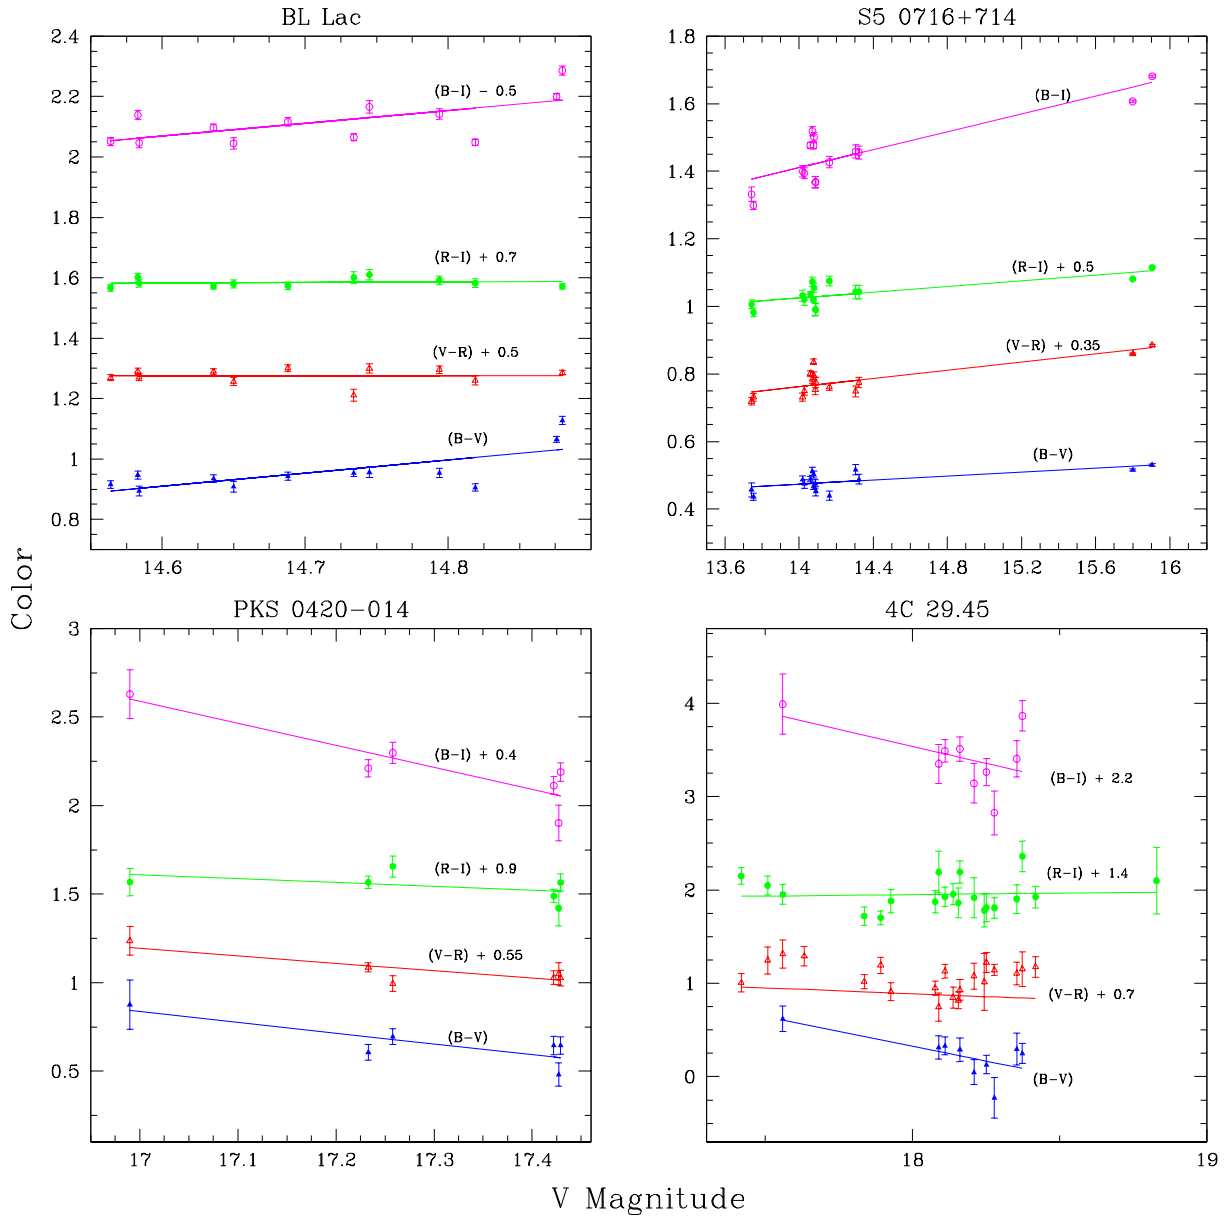 BL Lac
2.4
2.2
2
1.8
1.6
1.4
1.2
1
0.8
(B-I) - 0.5
(R-I) + 0.7
(V-R) + 0.5
(B-V)
14.6 14.7 14.8
S5 0716+714
1.8
1.6
1.4
1.2
1
0.8
0.6
0.4
(B-I)
(R-I) + 0.5
(V-R) + 0.35
(B-V)
13.6 14 14.4 14.8 15.2 15.6 16
Color
PKS 0420-014
3
2.5
2
1.5
1
0.5
(B-I) + 0.4
(R-I) + 0.9
(V-R) + 0.55
(B-V)
17 17.1 17.2 17.3 17.4
4C 29.45
4
3
2
1
0
(B-I) + 2.2
(R-I) + 1.4
(V-R) + 0.7
(B-V)
18 19
V Magnitude